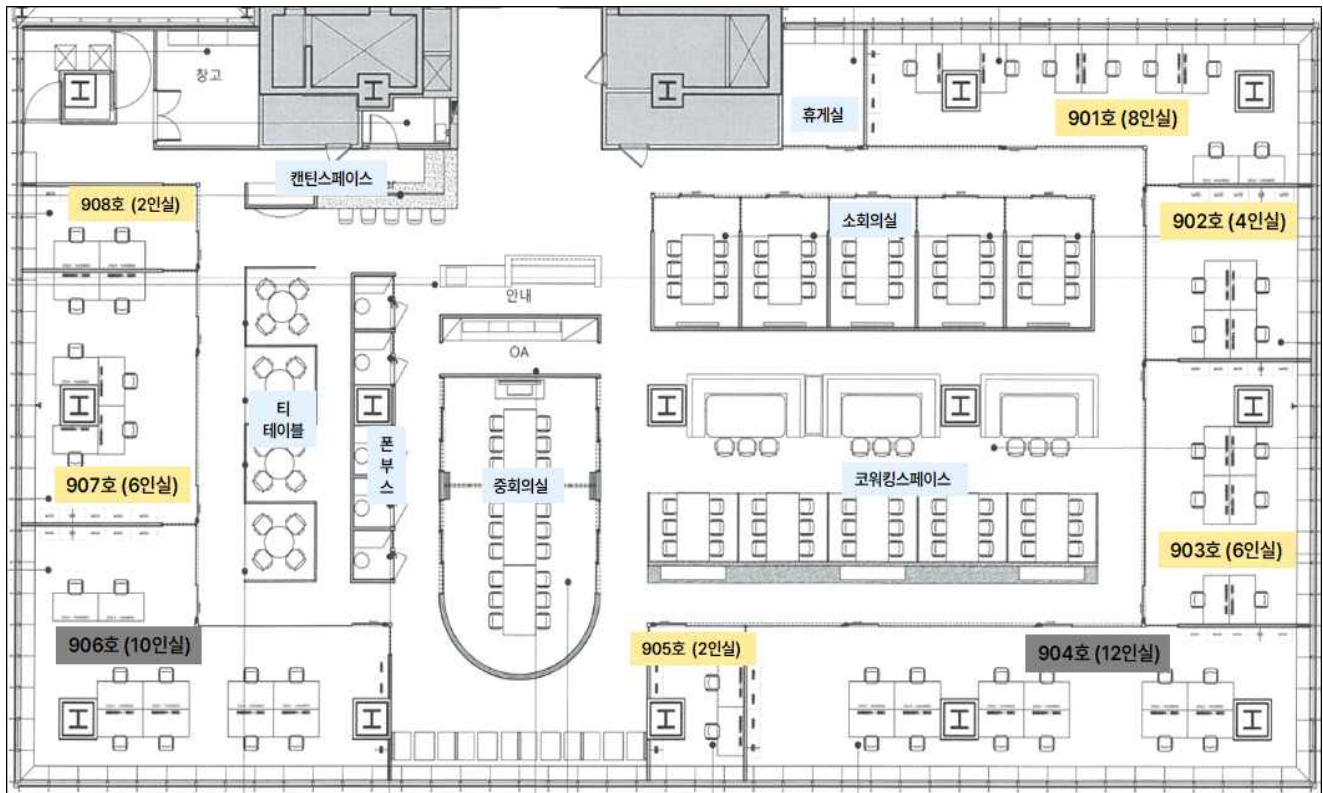 창고
휴게실
901호 (8인실)
캔틴스페이스
908호 (2인실)
소회의실
902호 (4인실)
안내
OA
티
테이블
폰
부
스
907호 (6인실)
중회의실
코워킹스페이스
903호 (6인실)
906호 (10인실)
905호 (2인실)
904호 (12인실)